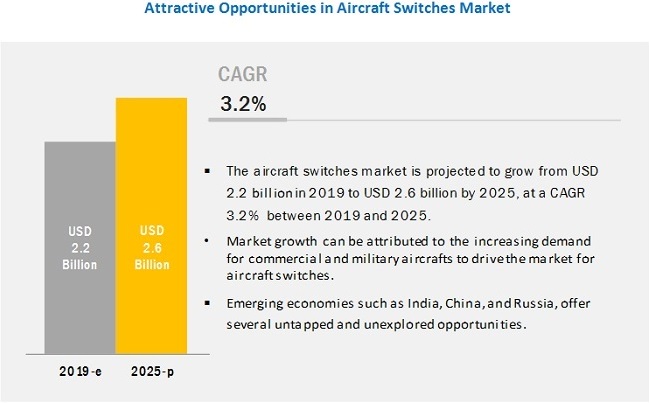 Attractive Opportunities in Aircraft Switches Market
CAGR
3.2%
▪ The aircraft switches market is projected to grow from USD
2.2 billion in 2019 to USD 2.6 billion by 2025, at a CAGR
3.2% between 2019 and 2025.
• Market growth can be attributed to the increasing demand
for commercial and military aircrafts to drive the market for
aircraft switches.
▪ Emerging economies such as India, China, and Russia, offer
several untapped and unexplored opportunities.
USD
2.2
Billion
USD
2.6
Billion
2019-e
2025-p